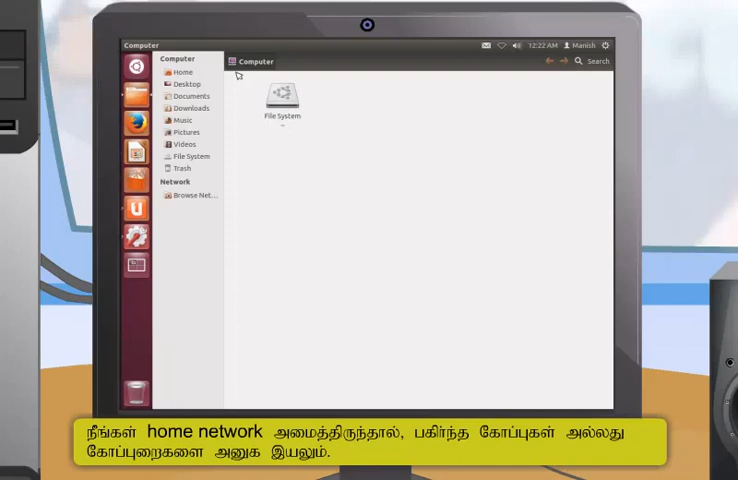 Computer
12:22 AM Manish
Computer
Home
Desktop
Documents
Downloads
Music
Pictures
Videos
File System
Trash
Network
Browse Net...
Computer
Search
File System
நீங்கள் home network அமைத்திருந்தால், பகிர்ந்த கோப்புகள் அல்லது
கோப்புறைகளை அனுக இயலும்.